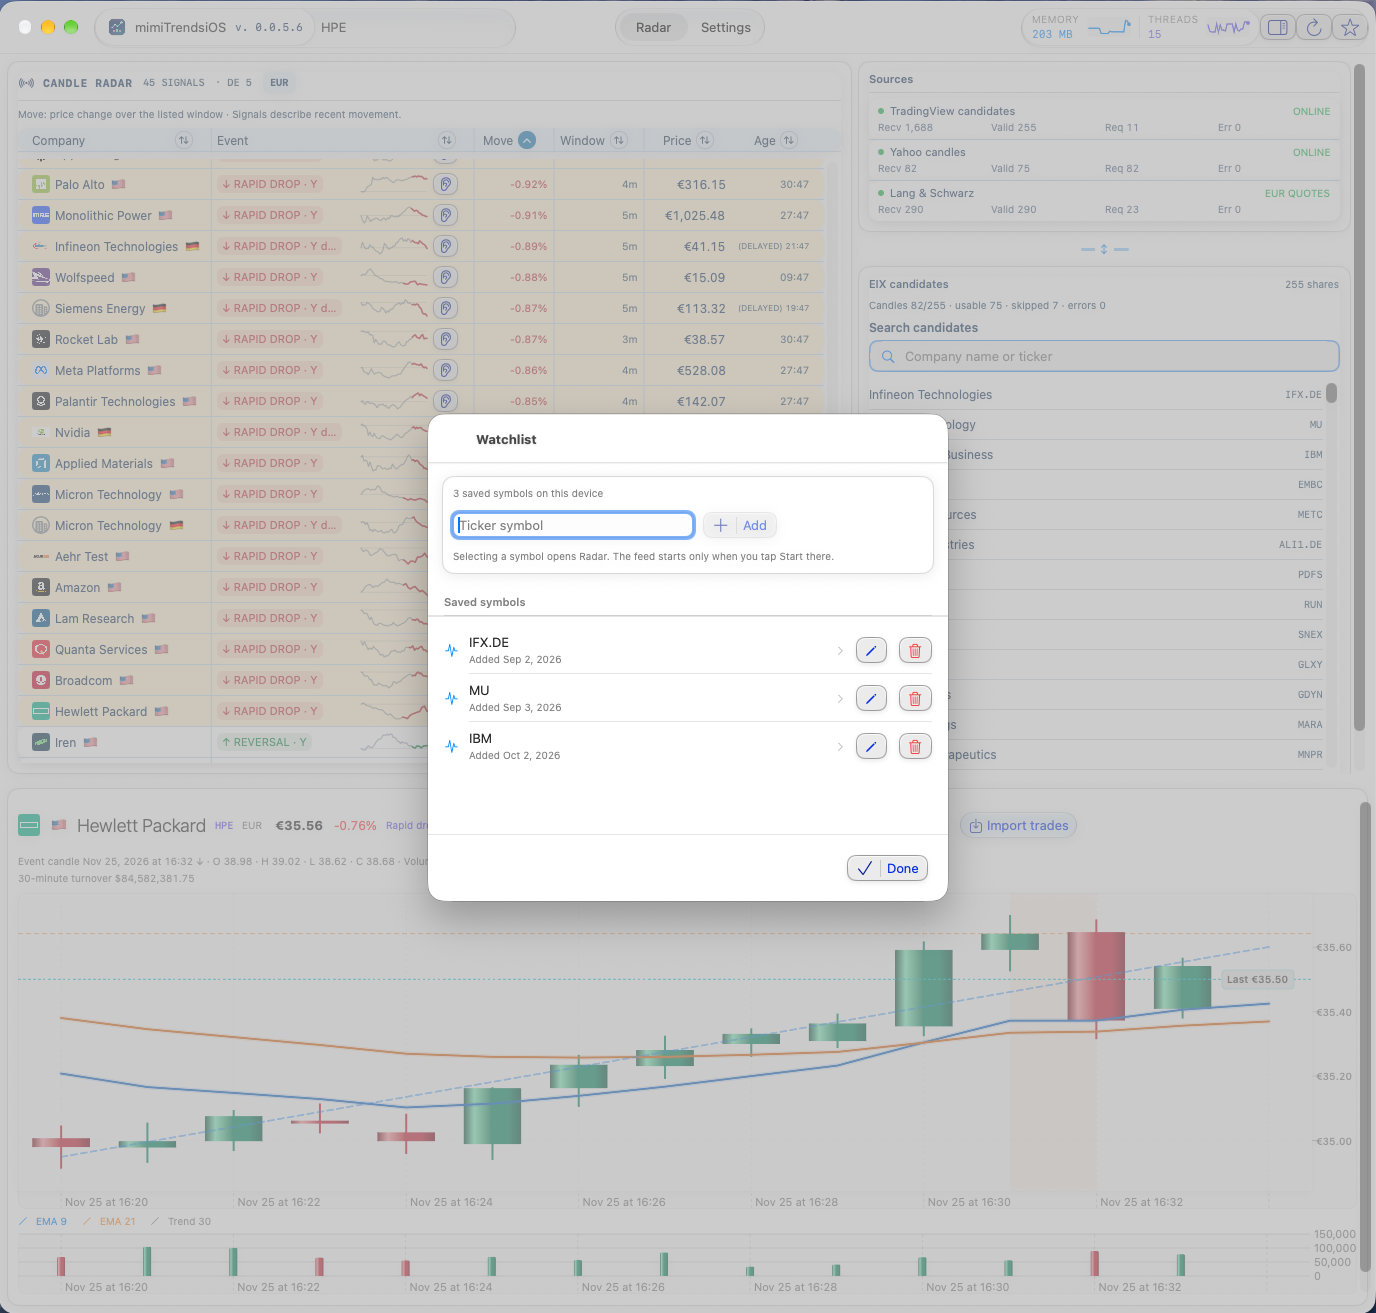 mimiTrendsiOS v. 0.0.5.6 HPE
Radar Settings
MEMORY 203 MB THREADS 15
CANDLE RADAR 45 SIGNALS · DE 5 EUR
Move: price change over the listed window · Signals describe recent movement.
Company Event Move Window Price Age
Palo Alto ↓ RAPID DROP · Y -0.92% 4m €316.15 30:47
Monolithic Power ↓ RAPID DROP · Y -0.91% 5m €1,025.48 27:47
Infineon Technologies ↓ RAPID DROP · Y d... -0.89% 5m €41.15 (DELAYED) 21:47
Wolfspeed ↓ RAPID DROP · Y -0.88% 5m €15.09 09:47
Siemens Energy ↓ RAPID DROP · Y d... -0.87% 5m €113.32 (DELAYED) 19:47
Rocket Lab ↓ RAPID DROP · Y -0.87% 3m €38.57 30:47
Meta Platforms ↓ RAPID DROP · Y -0.86% 4m €528.08 27:47
Palantir Technologies ↓ RAPID DROP · Y -0.85% 4m €142.07 27:47
Nvidia ↓ RAPID DROP · Y d...
Applied Materials ↓ RAPID DROP · Y
Micron Technology ↓ RAPID DROP · Y
Micron Technology ↓ RAPID DROP · Y d...
Aehr Test ↓ RAPID DROP · Y
Amazon ↓ RAPID DROP · Y
Lam Research ↓ RAPID DROP · Y
Quanta Services ↓ RAPID DROP · Y
Broadcom ↓ RAPID DROP · Y
Hewlett Packard ↓ RAPID DROP · Y
Iren ↑ REVERSAL · Y
Sources
TradingView candidates ONLINE
Recv 1,688 Valid 255 Req 11 Err 0
Yahoo candles ONLINE
Recv 82 Valid 75 Req 82 Err 0
Lang & Schwarz EUR QUOTES
Recv 290 Valid 290 Req 23 Err 0
EIX candidates 255 shares
Candles 82/255 · usable 75 · skipped 7 · errors 0
Search candidates
Company name or ticker
Infineon Technologies IFX.DE
ology MU
Business IBM
EMBC
urces METC
stries ALI1.DE
PDFS
RUN
SNEX
GLXY
s GDYN
gs MARA
apeutics MNPR
Watchlist
3 saved symbols on this device
Ticker symbol
Add
Selecting a symbol opens Radar. The feed starts only when you tap Start there.
Saved symbols
IFX.DE
Added Sep 2, 2026
MU
Added Sep 3, 2026
IBM
Added Oct 2, 2026
Done
Hewlett Packard HPE EUR €35.56 -0.76% Rapid dr
Import trades
Event candle Nov 25, 2026 at 16:32 ↓ · O 38.98 · H 39.02 · L 38.62 · C 38.68 · Volu
30-minute turnover $84,582,381.75
€35.60
Last €35.50
€35.40
€35.20
€35.00
Nov 25 at 16:20 Nov 25 at 16:22 Nov 25 at 16:24 Nov 25 at 16:26 Nov 25 at 16:28 Nov 25 at 16:30 Nov 25 at 16:32
EMA 9 EMA 21 Trend 30
150,000
100,000
50,000
0
Nov 25 at 16:20 Nov 25 at 16:22 Nov 25 at 16:24 Nov 25 at 16:26 Nov 25 at 16:28 Nov 25 at 16:30 Nov 25 at 16:32